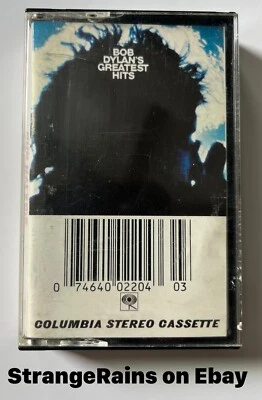 BOB
DYLAN'S
GREATEST
HITS
0 74640 02204 03
COLUMBIA STEREO CASSETTE
StrangeRains on Ebay